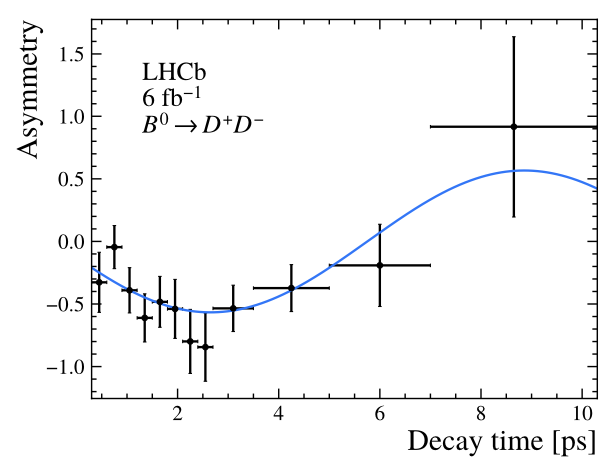 Asymmetry
1.5
1.0
0.5
0.0
−0.5
−1.0
LHCb
6 fb⁻¹
B⁰ → D⁺D⁻
2 4 6 8 10
Decay time [ps]